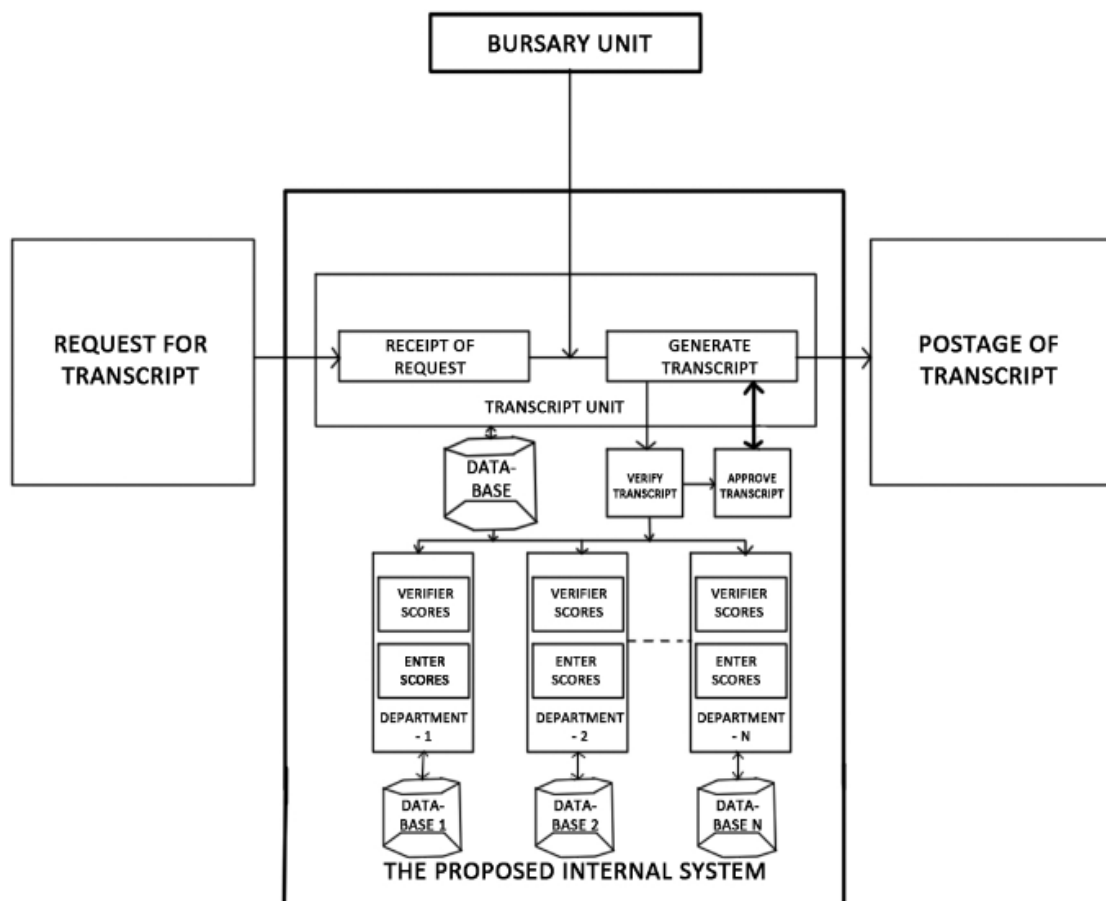 BURSARY UNIT
REQUEST FOR
TRANSCRIPT
RECEIPT OF
REQUEST
GENERATE
TRANSCRIPT
POSTAGE OF
TRANSCRIPT
TRANSCRIPT UNIT
DATA-
BASE
VERIFY
TRANSCRIPT
APPROVE
TRANSCRIPT
VERIFIER
SCORES
ENTER
SCORES
DEPARTMENT
- 1
VERIFIER
SCORES
ENTER
SCORES
DEPARTMENT
- 2
VERIFIER
SCORES
ENTER
SCORES
DEPARTMENT
- N
DATA-
BASE 1
DATA-
BASE 2
DATA-
BASE N
THE PROPOSED INTERNAL SYSTEM